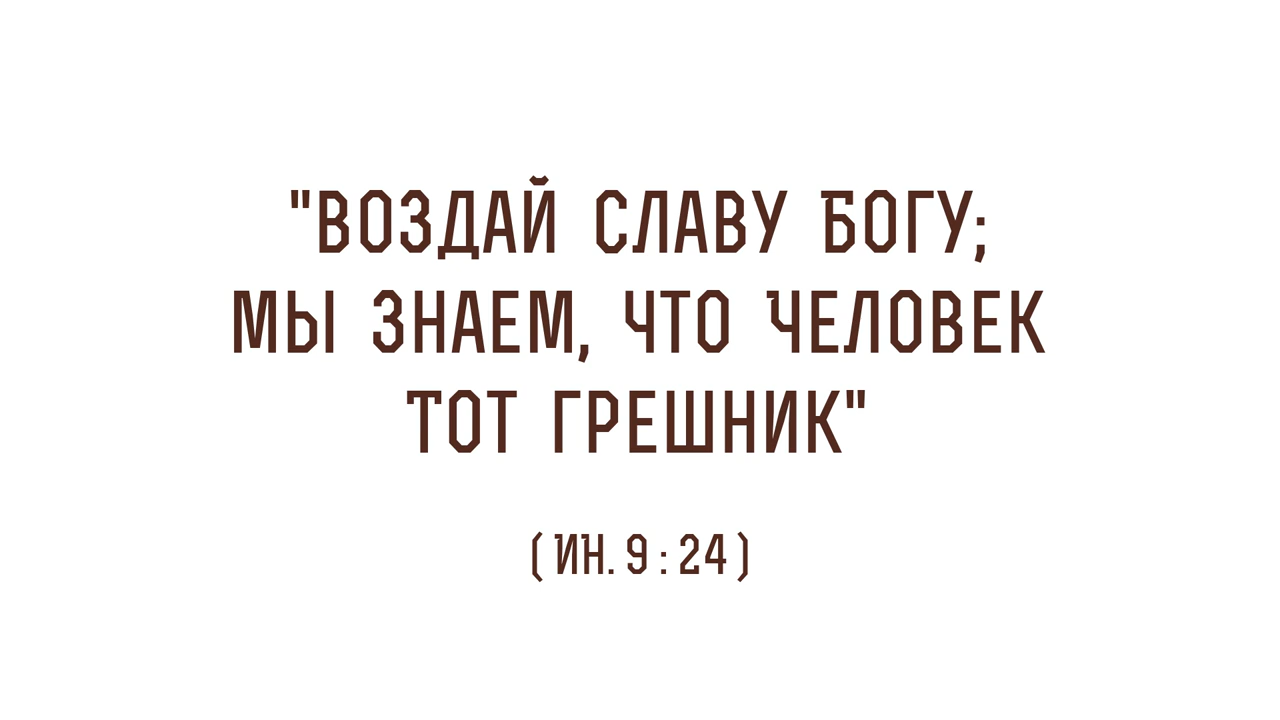 "ВОЗДАЙ СЛАВУ БОГУ;
МЫ ЗНАЕМ, ЧТО ЧЕЛОВЕК
ТОТ ГРЕШНИК"
(ИН. 9:24)